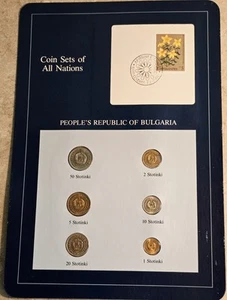 Coin Sets of
All Nations
PEOPLE'S REPUBLIC OF BULGARIA
50 Stotinki
2 Stotinki
5 Stotinki
10 Stotinki
20 Stotinki
1 Stotinki